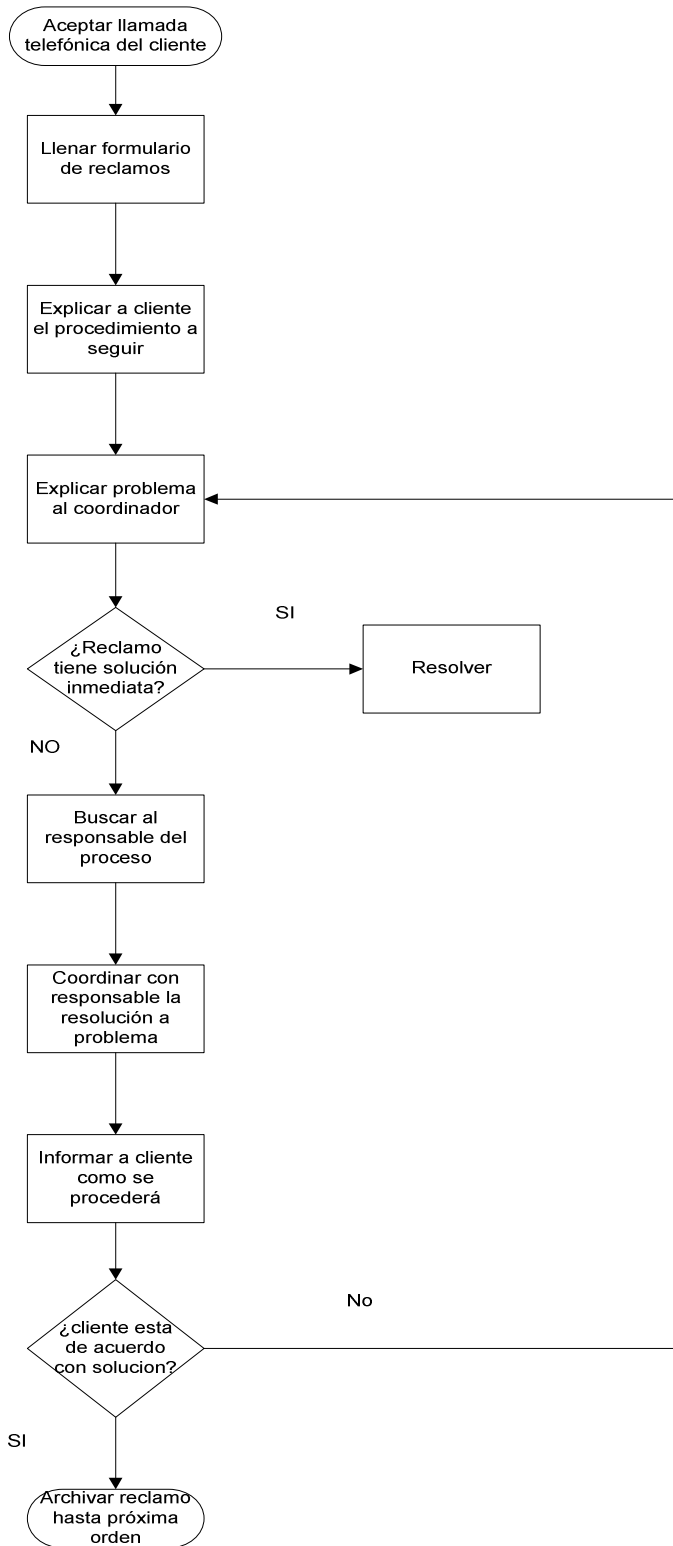 Aceptar llamada
telefónica del cliente
Llenar formulario
de reclamos
Explicar a cliente
el procedimiento a
seguir
Explicar problema
al coordinador
SI
¿Reclamo
tiene solución
inmediata?
Resolver
NO
Buscar al
responsable del
proceso
Coordinar con
responsable la
resolución a
problema
Informar a cliente
como se
procederá
No
¿cliente esta
de acuerdo
con solucion?
SI
Archivar reclamo
hasta próxima
orden